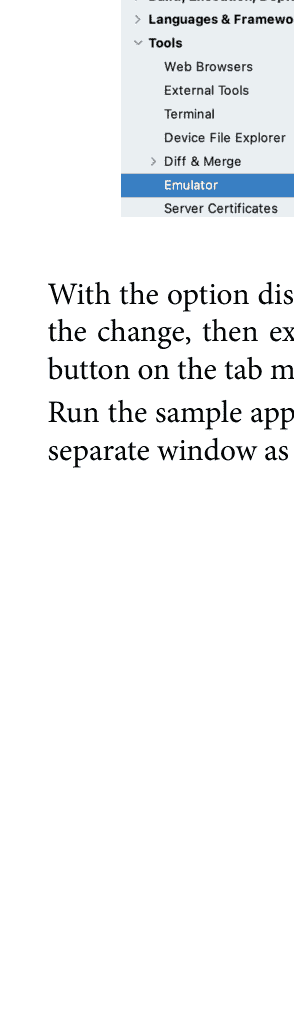 Languages & Framewo
Tools
Web Browsers
External Tools
Terminal
Device File Explorer
Diff & Merge
Emulator
Server Certificates
With the option dis
the change, then ex
button on the tab m
Run the sample app
separate window as